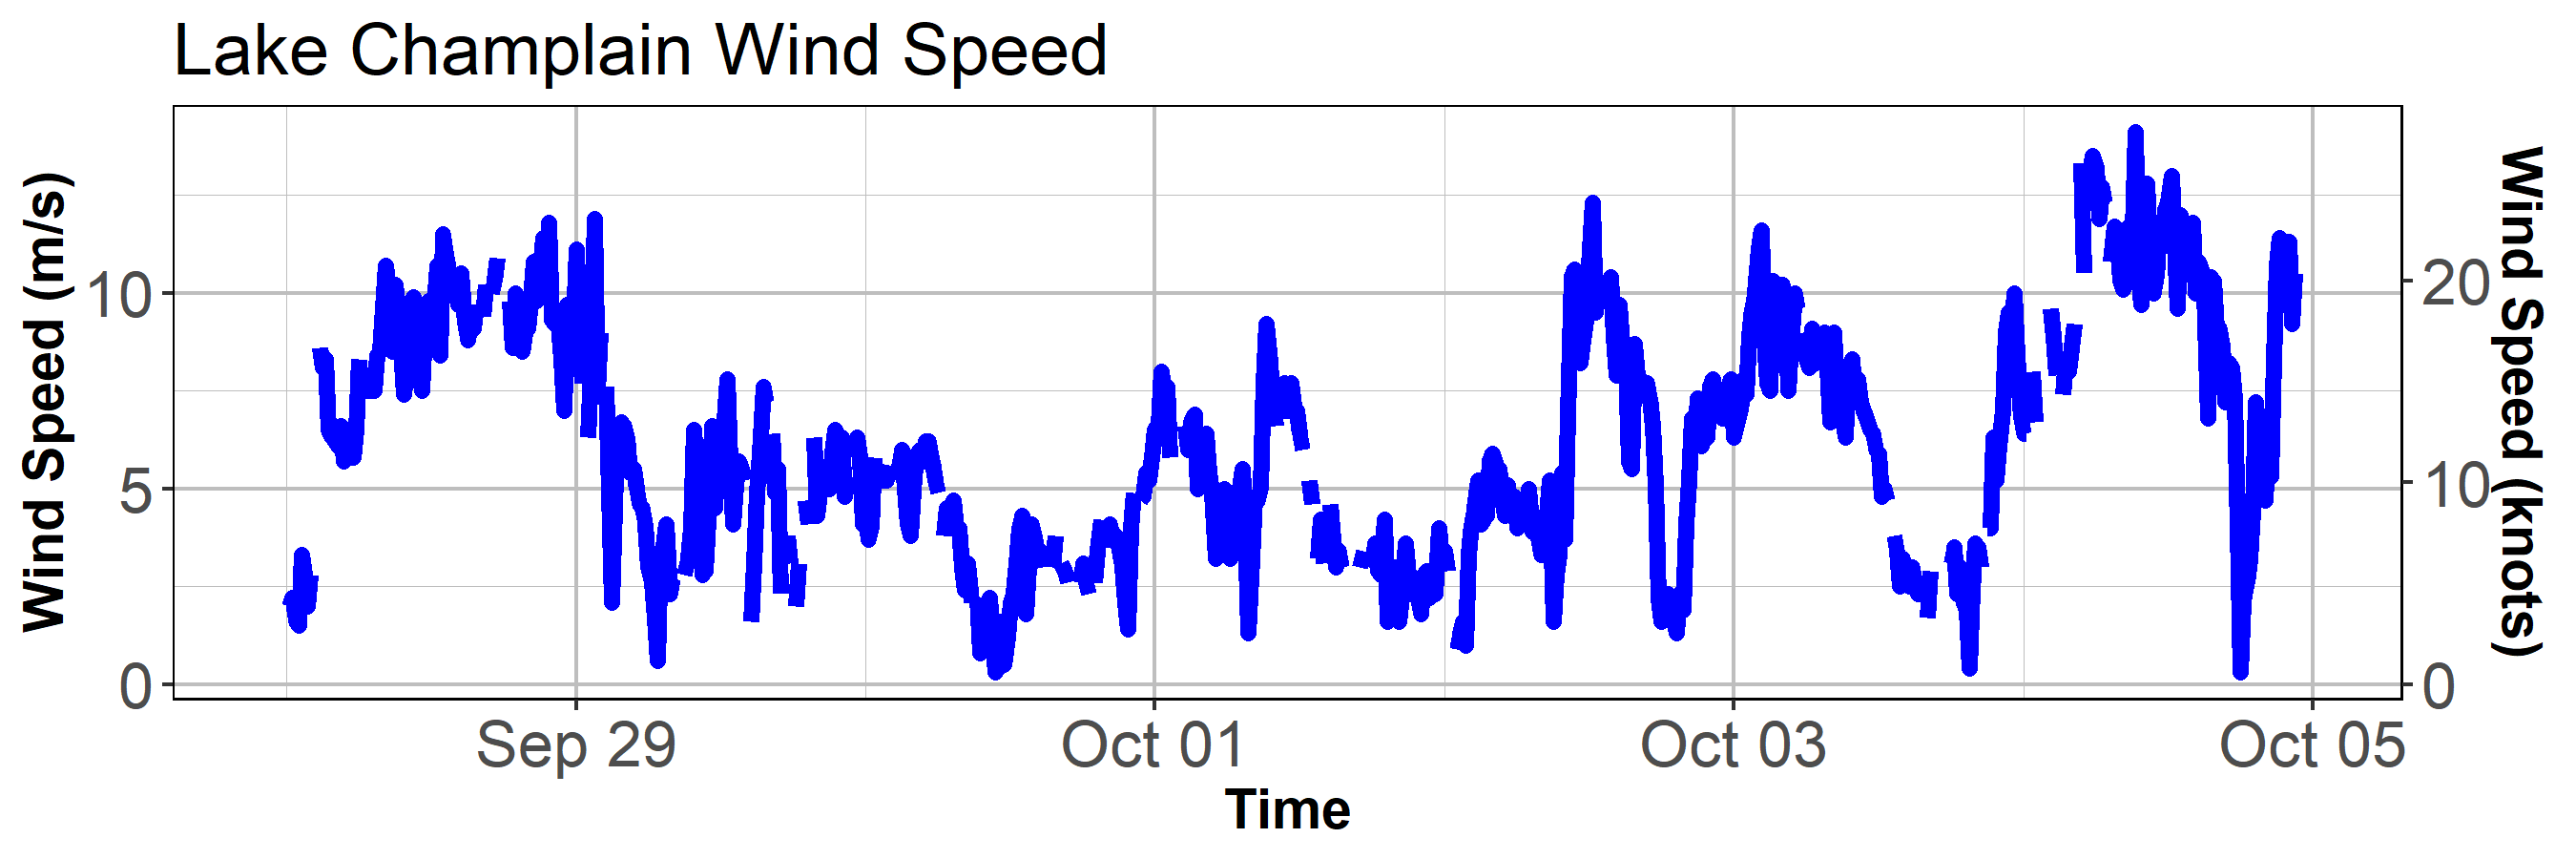 Lake Champlain Wind Speed
Wind Speed (m/s)
10
5
0
20
10
0
Wind Speed (knots)
Sep 29
Oct 01
Oct 03
Oct 05
Time